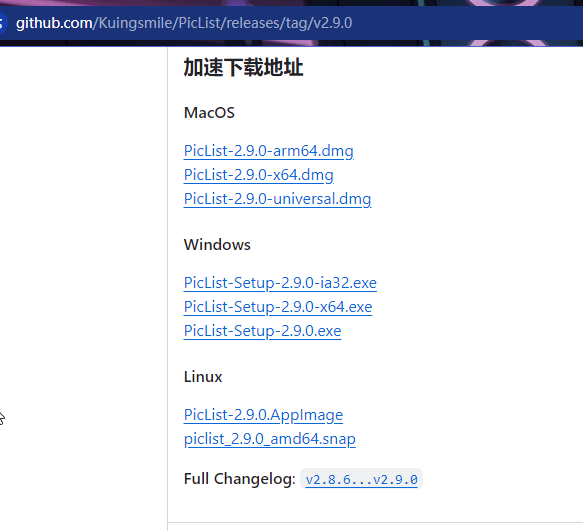 github.com/Kuingsmile/PicList/releases/tag/v2.9.0
加速下载地址
MacOS
PicList-2.9.0-arm64.dmg
PicList-2.9.0-x64.dmg
PicList-2.9.0-universal.dmg
Windows
PicList-Setup-2.9.0-ia32.exe
PicList-Setup-2.9.0-x64.exe
PicList-Setup-2.9.0.exe
Linux
PicList-2.9.0.AppImage
piclist_2.9.0_amd64.snap
Full Changelog: v2.8.6...v2.9.0